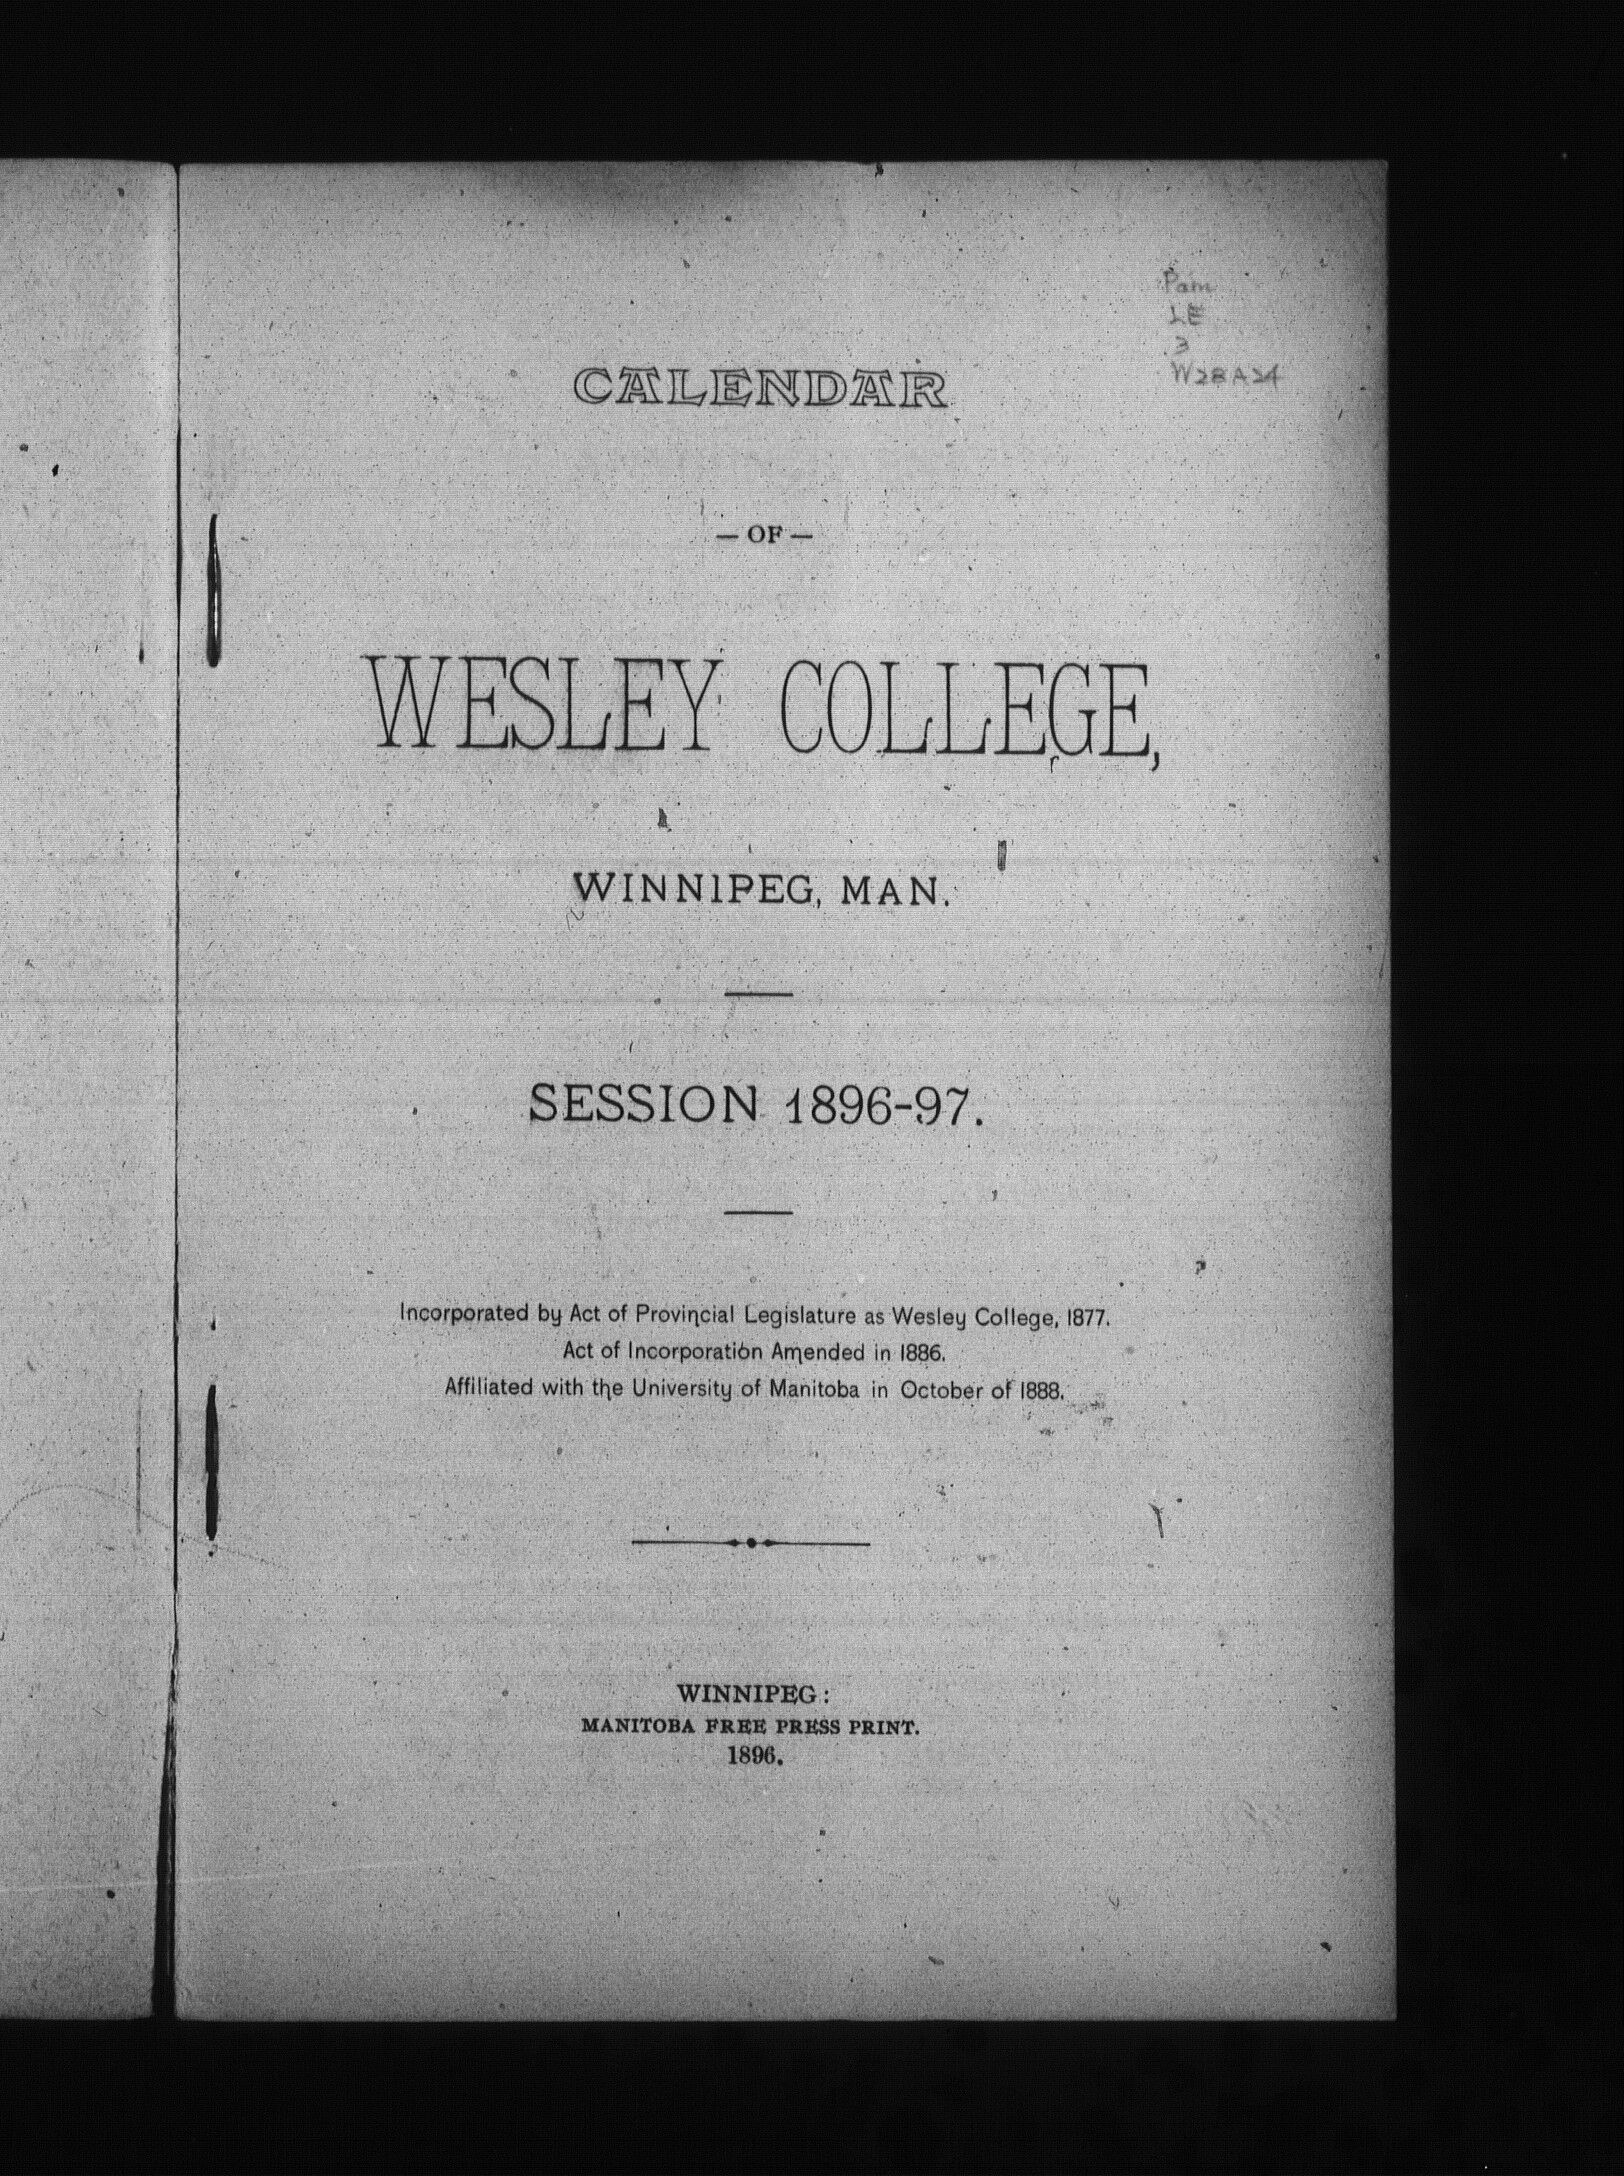 Pam
LE
3
W28A24
CALENDAR
— OF —
WESLEY COLLEGE,
WINNIPEG, MAN.
SESSION 1896-97.
Incorporated by Act of Provincial Legislature as Wesley College, 1877.
Act of Incorporation Amended in 1886.
Affiliated with the University of Manitoba in October of 1888.
WINNIPEG:
MANITOBA FREE PRESS PRINT.
1896.